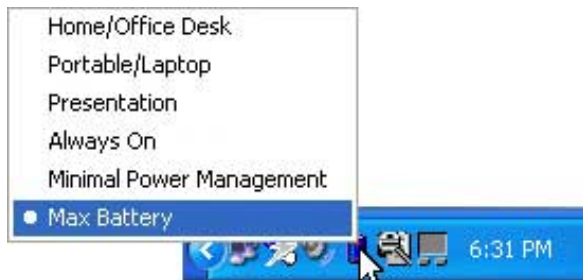 Home/Office Desk
Portable/Laptop
Presentation
Always On
Minimal Power Management
Max Battery
6:31 PM